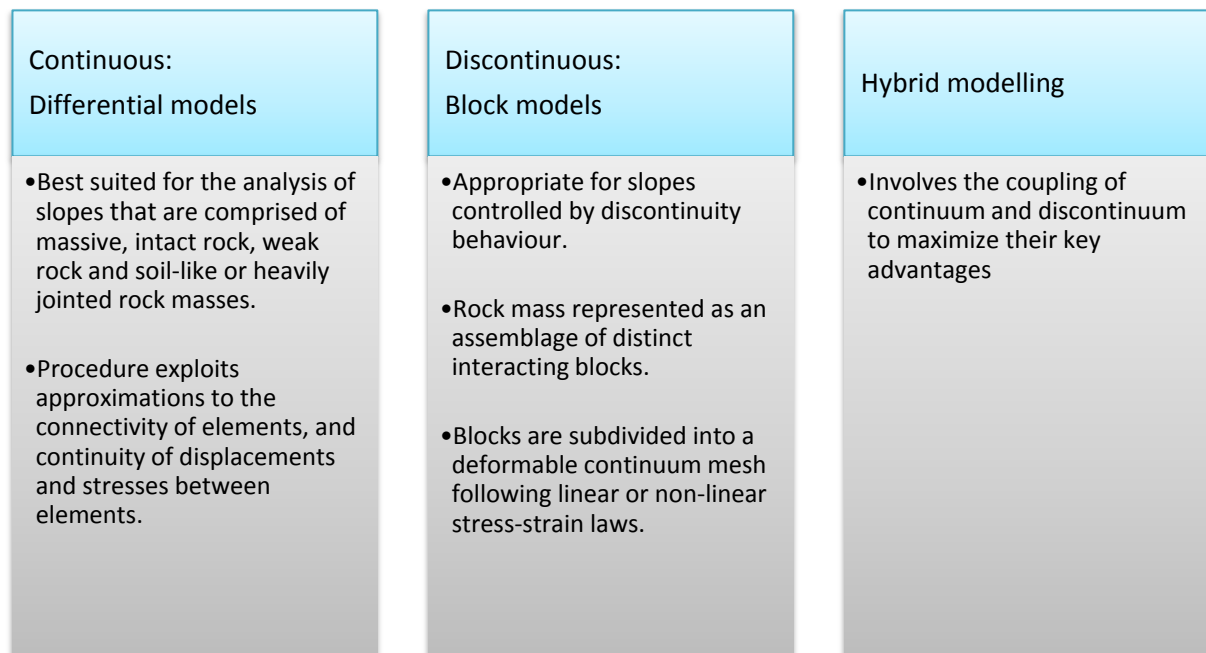 Continuous:
Differential models
•Best suited for the analysis of
slopes that are comprised of
massive, intact rock, weak
rock and soil-like or heavily
jointed rock masses.
•Procedure exploits
approximations to the
connectivity of elements, and
continuity of displacements
and stresses between
elements.
Discontinuous:
Block models
•Appropriate for slopes
controlled by discontinuity
behaviour.
•Rock mass represented as an
assemblage of distinct
interacting blocks.
•Blocks are subdivided into a
deformable continuum mesh
following linear or non-linear
stress-strain laws.
Hybrid modelling
•Involves the coupling of
continuum and discontinuum
to maximize their key
advantages